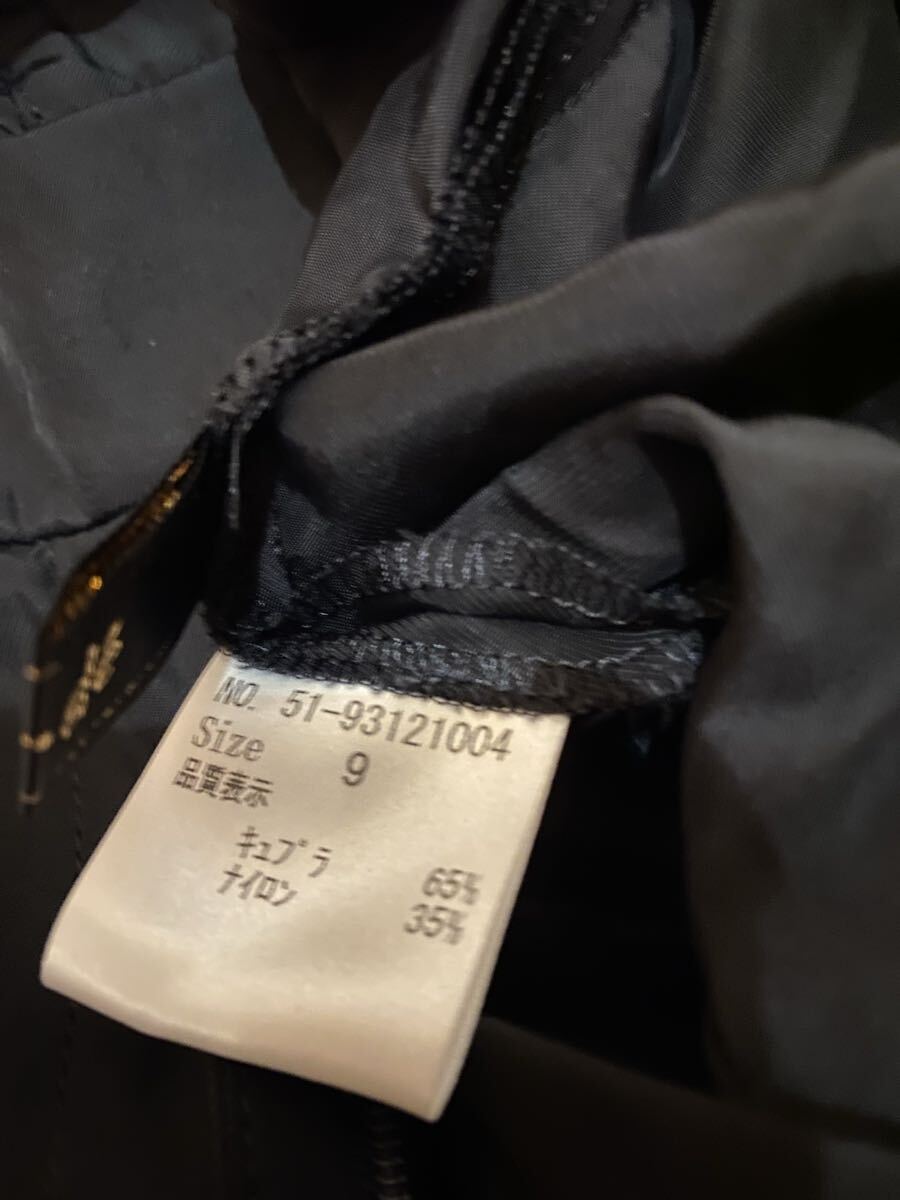 NO. 51-93121004
Size 9
品質表示
ｷｭﾌﾟﾗ 65%
ﾅｲﾛﾝ 35%